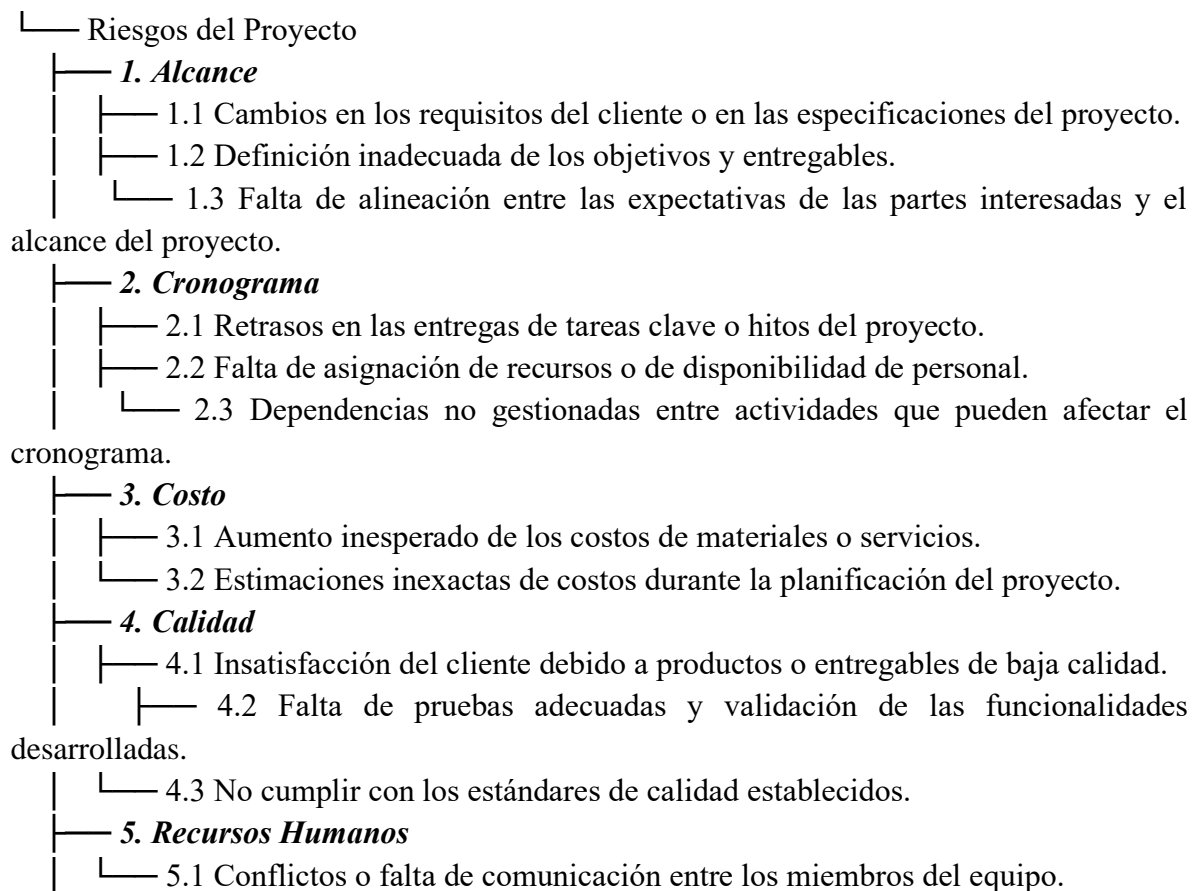 └── Riesgos del Proyecto
├── 1. Alcance
│ ├── 1.1 Cambios en los requisitos del cliente o en las especificaciones del proyecto.
│ ├── 1.2 Definición inadecuada de los objetivos y entregables.
│ └── 1.3 Falta de alineación entre las expectativas de las partes interesadas y el
alcance del proyecto.
├── 2. Cronograma
│ ├── 2.1 Retrasos en las entregas de tareas clave o hitos del proyecto.
│ ├── 2.2 Falta de asignación de recursos o de disponibilidad de personal.
│ └── 2.3 Dependencias no gestionadas entre actividades que pueden afectar el
cronograma.
├── 3. Costo
│ ├── 3.1 Aumento inesperado de los costos de materiales o servicios.
│ └── 3.2 Estimaciones inexactas de costos durante la planificación del proyecto.
├── 4. Calidad
│ ├── 4.1 Insatisfacción del cliente debido a productos o entregables de baja calidad.
│ ├── 4.2 Falta de pruebas adecuadas y validación de las funcionalidades
desarrolladas.
│ └── 4.3 No cumplir con los estándares de calidad establecidos.
├── 5. Recursos Humanos
│ └── 5.1 Conflictos o falta de comunicación entre los miembros del equipo.